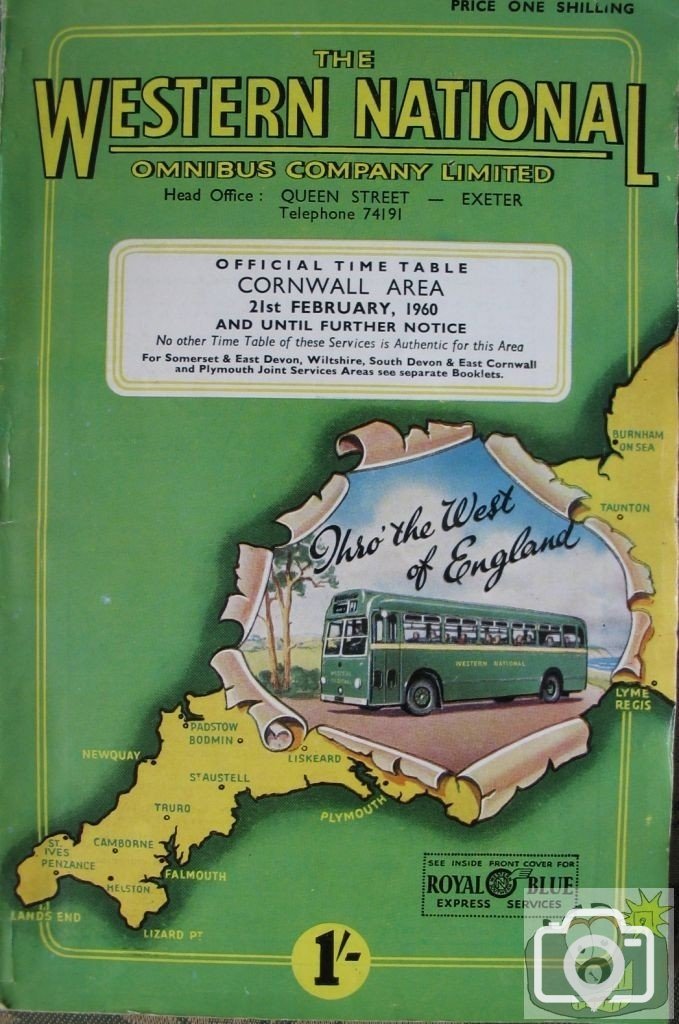 PRICE ONE SHILLING
THE
WESTERN NATIONAL
OMNIBUS COMPANY LIMITED
Head Office : QUEEN STREET — EXETER
Telephone 74191
OFFICIAL TIME TABLE
CORNWALL AREA
21st FEBRUARY, 1960
AND UNTIL FURTHER NOTICE
No other Time Table of these Services is Authentic for this Area
For Somerset & East Devon, Wiltshire, South Devon & East Cornwall
and Plymouth Joint Services Areas see separate Booklets.
BURNHAM
ON SEA
TAUNTON
Thro' the West
of England
WESTERN NATIONAL
WESTERN
NATIONAL
LYME
REGIS
PADSTOW
BODMIN
NEWQUAY
LISKEARD
ST AUSTELL
PLYMOUTH
TRURO
ST.
IVES
CAMBORNE
PENZANCE
FALMOUTH
HELSTON
LANDS END
LIZARD PT
SEE INSIDE FRONT COVER FOR
ROYAL BLUE
EXPRESS SERVICES
1/-